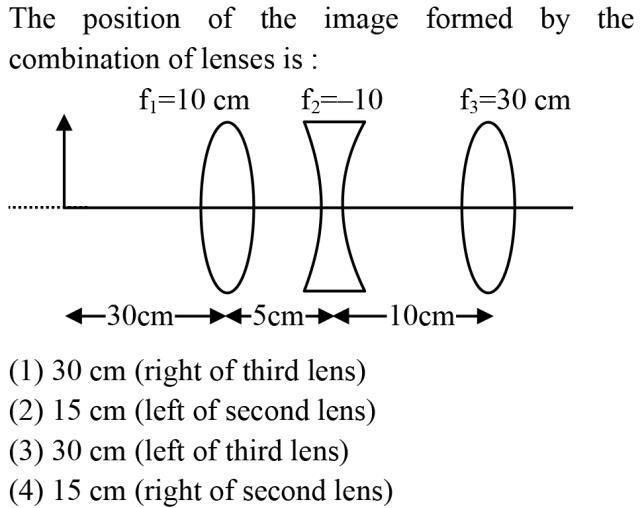 The position of the image formed by the
combination of lenses is :
f₁=10 cm f₂=–10 f₃=30 cm
30cm 5cm 10cm
(1) 30 cm (right of third lens)
(2) 15 cm (left of second lens)
(3) 30 cm (left of third lens)
(4) 15 cm (right of second lens)